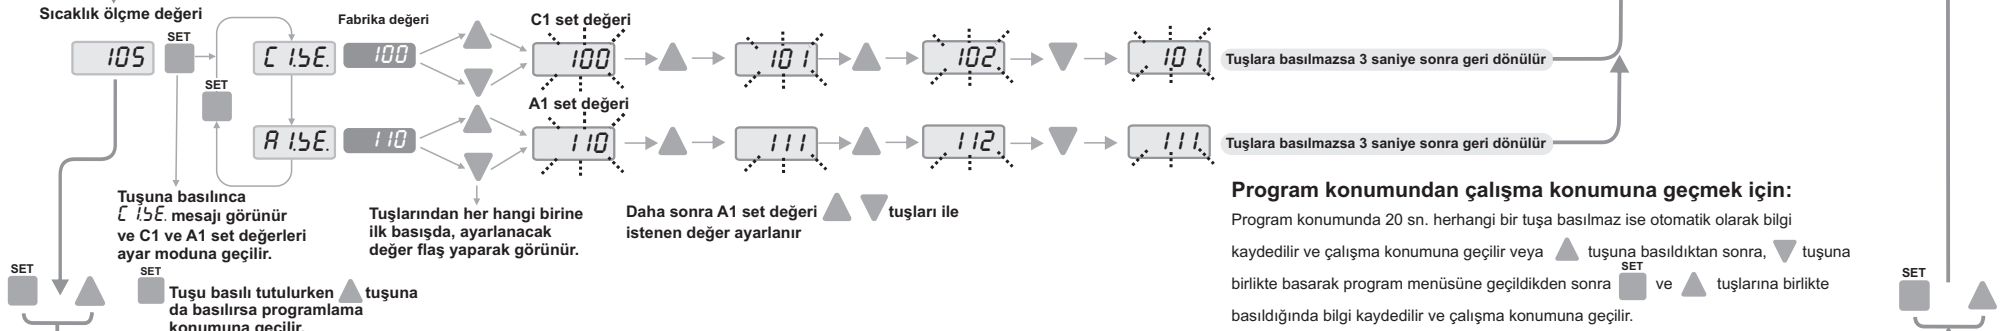 Sıcaklık ölçme değeri
105
SET
SET
C1.SE.
Fabrika değeri
100
C1 set değeri
100
101
102.
101.
Tuşlara basılmazsa 3 saniye sonra geri dönülür
A1.SE.
110
A1 set değeri
110
111
112.
111.
Tuşlara basılmazsa 3 saniye sonra geri dönülür
Tuşuna basılınca
C1.SE. mesajı görünür
ve C1 ve A1 set değerleri
ayar moduna geçilir.
Tuşlarından her hangi birine
ilk basışda, ayarlanacak
değer flaş yaparak görünür.
Daha sonra A1 set değeri tuşları ile
istenen değer ayarlanır
SET
SET
Tuşu basılı tutulurken tuşuna
da basılırsa programlama
konumuna geçilir.
Program konumundan çalışma konumuna geçmek için:
Program konumunda 20 sn. herhangi bir tuşa basılmaz ise otomatik olarak bilgi
kaydedilir ve çalışma konumuna geçilir veya tuşuna basıldıktan sonra, tuşuna
SET
birlikte basarak program menüsüne geçildikden sonra ve tuşlarına birlikte
basıldığında bilgi kaydedilir ve çalışma konumuna geçilir.
SET